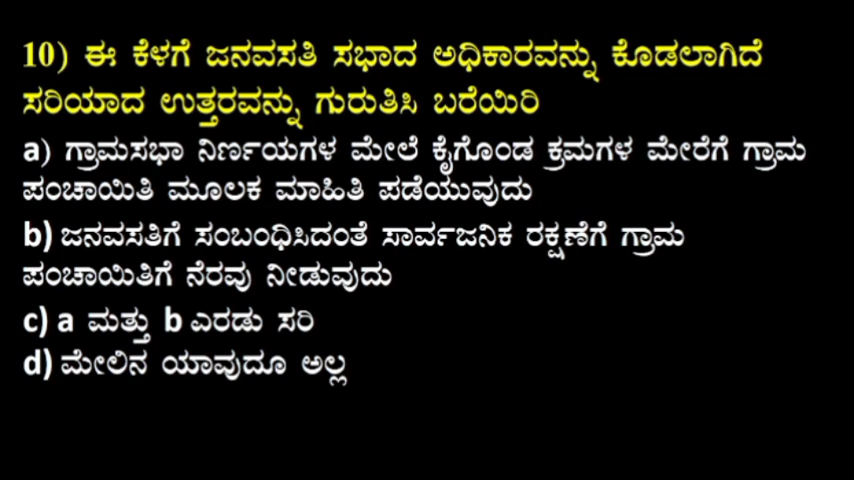 10) ಈ ಕೆಳಗೆ ಜನವಸತಿ ಸಭಾದ ಅಧಿಕಾರವನ್ನು ಕೊಡಲಾಗಿದೆ
ಸರಿಯಾದ ಉತ್ತರವನ್ನು ಗುರುತಿಸಿ ಬರೆಯಿರಿ
a) ಗ್ರಾಮಸಭಾ ನಿರ್ಣಯಗಳ ಮೇಲೆ ಕೈಗೊಂಡ ಕ್ರಮಗಳ ಮೇರೆಗೆ ಗ್ರಾಮ
ಪಂಚಾಯಿತಿ ಮೂಲಕ ಮಾಹಿತಿ ಪಡೆಯುವುದು
b) ಜನವಸತಿಗೆ ಸಂಬಂಧಿಸಿದಂತೆ ಸಾರ್ವಜನಿಕ ರಕ್ಷಣೆಗೆ ಗ್ರಾಮ
ಪಂಚಾಯಿತಿಗೆ ನೆರವು ನೀಡುವುದು
c) a ಮತ್ತು b ಎರಡು ಸರಿ
d) ಮೇಲಿನ ಯಾವುದೂ ಅಲ್ಲ